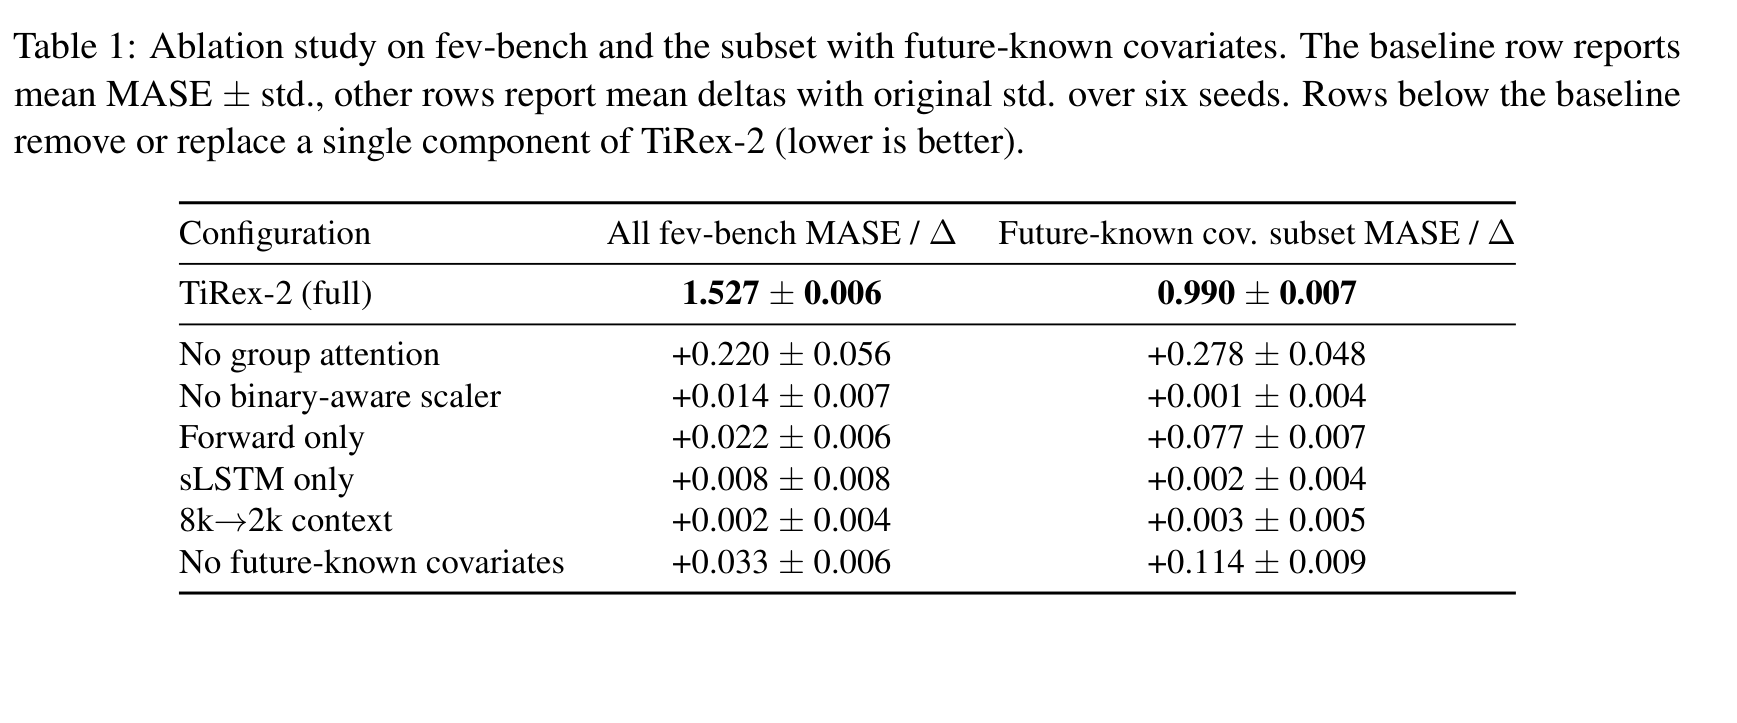 Table 1: Ablation study on fev-bench and the subset with future-known covariates. The baseline row reports
mean MASE ± std., other rows report mean deltas with original std. over six seeds. Rows below the baseline
remove or replace a single component of TiRex-2 (lower is better).
Configuration All fev-bench MASE / Δ Future-known cov. subset MASE / Δ
TiRex-2 (full) 1.527 ± 0.006 0.990 ± 0.007
No group attention +0.220 ± 0.056 +0.278 ± 0.048
No binary-aware scaler +0.014 ± 0.007 +0.001 ± 0.004
Forward only +0.022 ± 0.006 +0.077 ± 0.007
sLSTM only +0.008 ± 0.008 +0.002 ± 0.004
8k→2k context +0.002 ± 0.004 +0.003 ± 0.005
No future-known covariates +0.033 ± 0.006 +0.114 ± 0.009